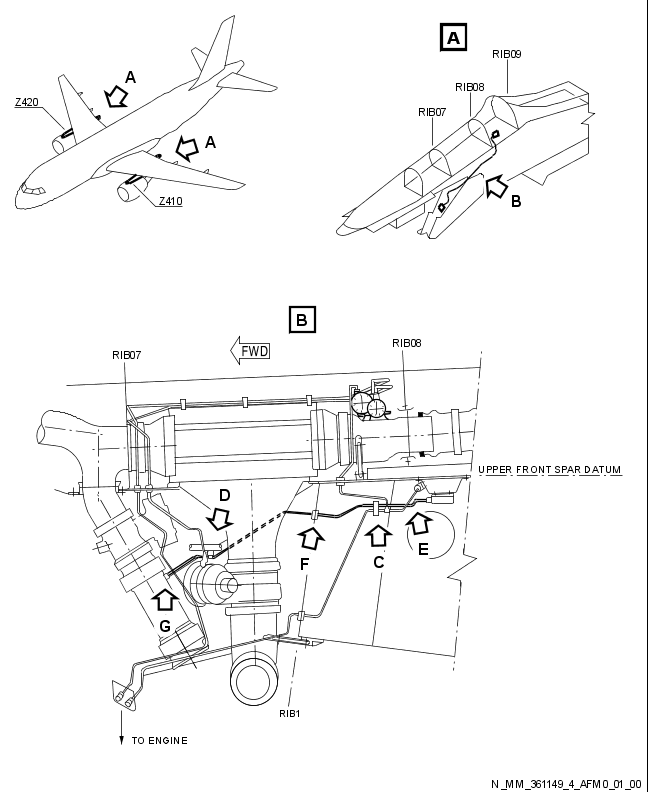 A
RIB09
A
RIB08
Z420
RIB07
A
B
Z410
B
RIB07
FWD
RIB08
UPPER FRONT SPAR DATUM
D
F
C
E
G
RIB1
TO ENGINE
N_MM_361149_4_AFM0_01_00